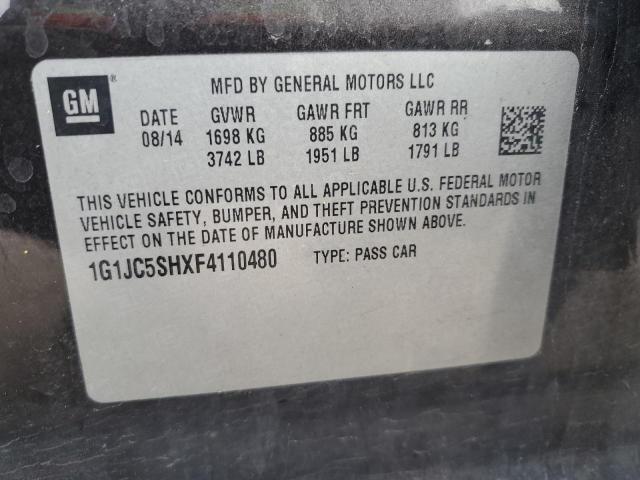 GM®
MFD BY GENERAL MOTORS LLC
DATE GVWR GAWR FRT GAWR RR
08/14 1698 KG 885 KG 813 KG
3742 LB 1951 LB 1791 LB
THIS VEHICLE CONFORMS TO ALL APPLICABLE U.S. FEDERAL MOTOR
VEHICLE SAFETY, BUMPER, AND THEFT PREVENTION STANDARDS IN
EFFECT ON THE DATE OF MANUFACTURE SHOWN ABOVE.
1G1JC5SHXF4110480 TYPE: PASS CAR